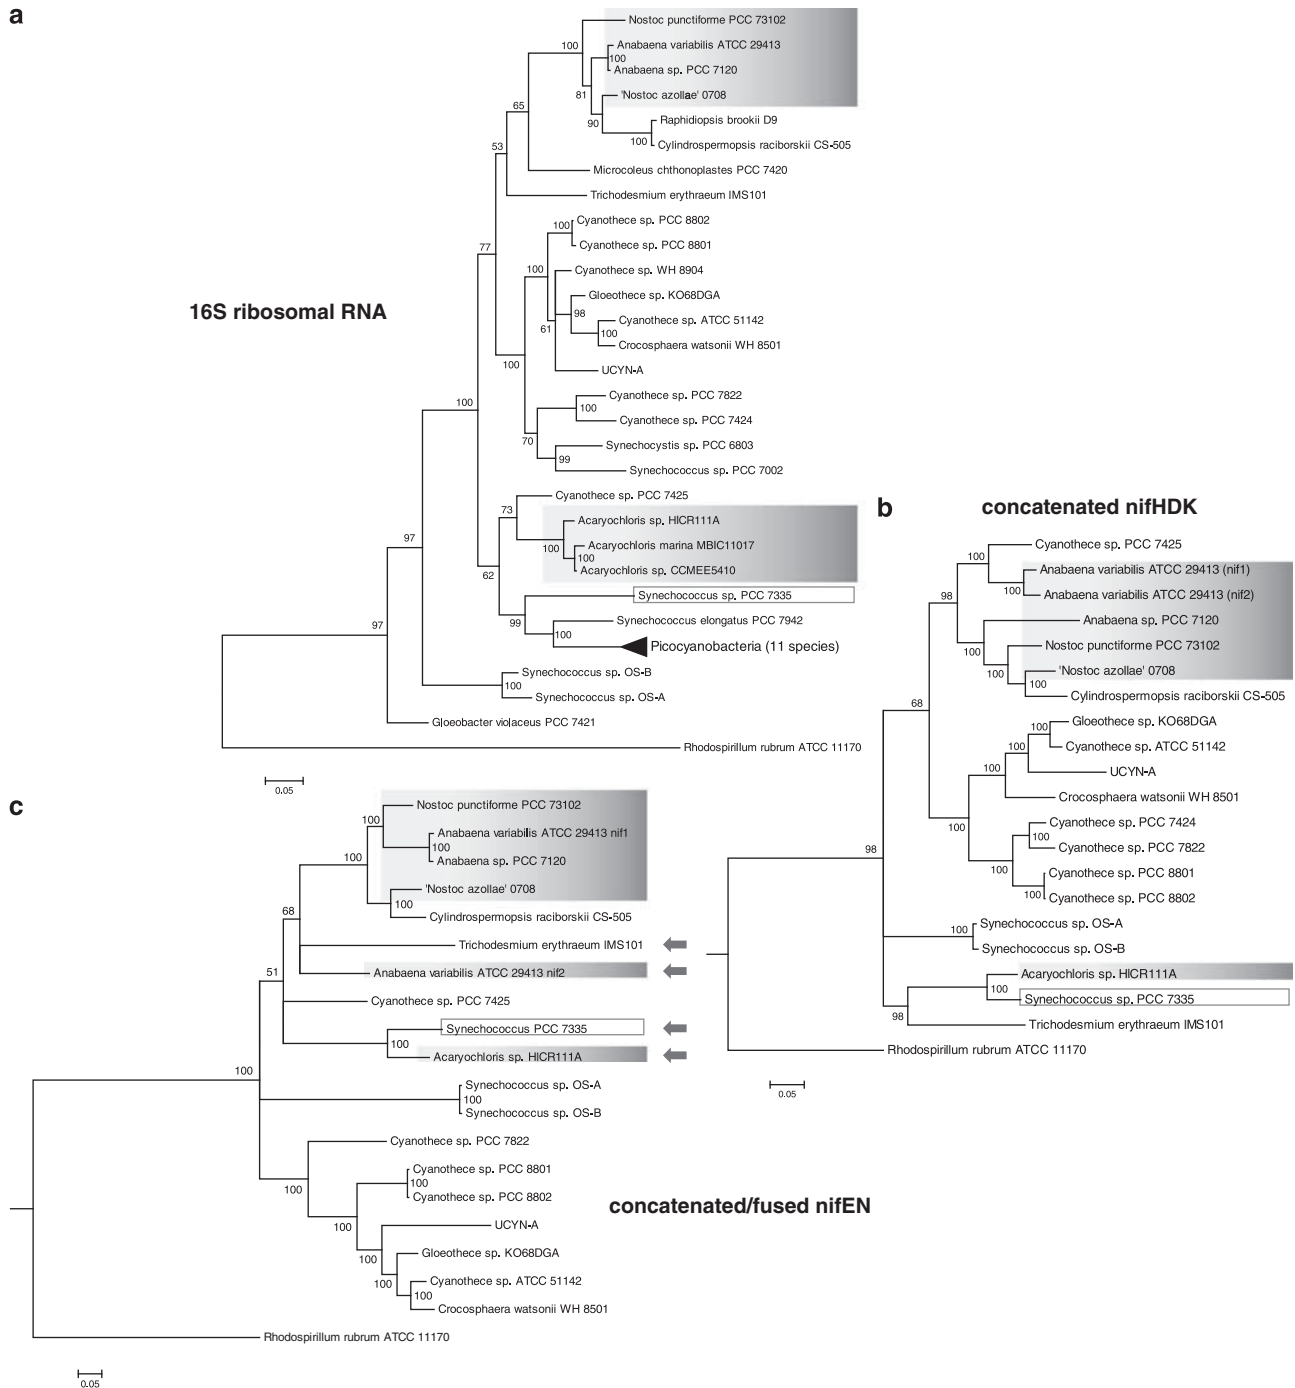 a
Nostoc punctiforme PCC 73102
100
Anabaena variabilis ATCC 29413
100
Anabaena sp. PCC 7120
81
'Nostoc azollae' 0708
65
90
Raphidiopsis brookii D9
100
Cylindrospermopsis raciborskii CS-505
53
Microcoleus chthonoplastes PCC 7420
Trichodesmium erythraeum IMS101
Cyanothece sp. PCC 8802
100
77
Cyanothece sp. PCC 8801
100
Cyanothece sp. WH 8904
Gloeothece sp. KO68DGA
16S ribosomal RNA
98
Cyanothece sp. ATCC 51142
61
100
Crocosphaera watsonii WH 8501
100
UCYN-A
Cyanothece sp. PCC 7822
100
100
Cyanothece sp. PCC 7424
70
Synechocystis sp. PCC 6803
99
Synechococcus sp. PCC 7002
Cyanothece sp. PCC 7425
73
Acaryochloris sp. HICR111A
97
100
Acaryochloris marina MBIC11017
100
62
Acaryochloris sp. CCMEE5410
Synechococcus sp. PCC 7335
99
Synechococcus elongatus PCC 7942
97
100
Picocyanobacteria (11 species)
Synechococcus sp. OS-B
100
Synechococcus sp. OS-A
Gloeobacter violaceus PCC 7421
Rhodospirillum rubrum ATCC 11170
0.05
b
concatenated nifHDK
Cyanothece sp. PCC 7425
100
Anabaena variabilis ATCC 29413 (nif1)
100
Anabaena variabilis ATCC 29413 (nif2)
98
Anabaena sp. PCC 7120
100
Nostoc punctiforme PCC 73102
100
'Nostoc azollae' 0708
100
Cylindrospermopsis raciborskii CS-505
68
Gloeothece sp. KO68DGA
100
100
Cyanothece sp. ATCC 51142
100
UCYN-A
Crocosphaera watsonii WH 8501
100
Cyanothece sp. PCC 7424
100
98
Cyanothece sp. PCC 7822
100
Cyanothece sp. PCC 8801
100
Cyanothece sp. PCC 8802
Synechococcus sp. OS-A
100
Synechococcus sp. OS-B
Acaryochloris sp. HICR111A
100
Synechococcus sp. PCC 7335
98
Trichodesmium erythraeum IMS101
Rhodospirillum rubrum ATCC 11170
0.05
c
Nostoc punctiforme PCC 73102
100
Anabaena variabilis ATCC 29413 nif1
100
100
Anabaena sp. PCC 7120
'Nostoc azollae' 0708
100
68
Cylindrospermopsis raciborskii CS-505
Trichodesmium erythraeum IMS101
51
Anabaena variabilis ATCC 29413 nif2
Cyanothece sp. PCC 7425
Synechococcus PCC 7335
100
Acaryochloris sp. HICR111A
100
Synechococcus sp. OS-A
100
Synechococcus sp. OS-B
Cyanothece sp. PCC 7822
Cyanothece sp. PCC 8801
100
100
Cyanothece sp. PCC 8802
100
UCYN-A
concatenated/fused nifEN
100
Gloeothece sp. KO68DGA
100
Cyanothece sp. ATCC 51142
100
Crocosphaera watsonii WH 8501
Rhodospirillum rubrum ATCC 11170
0.05